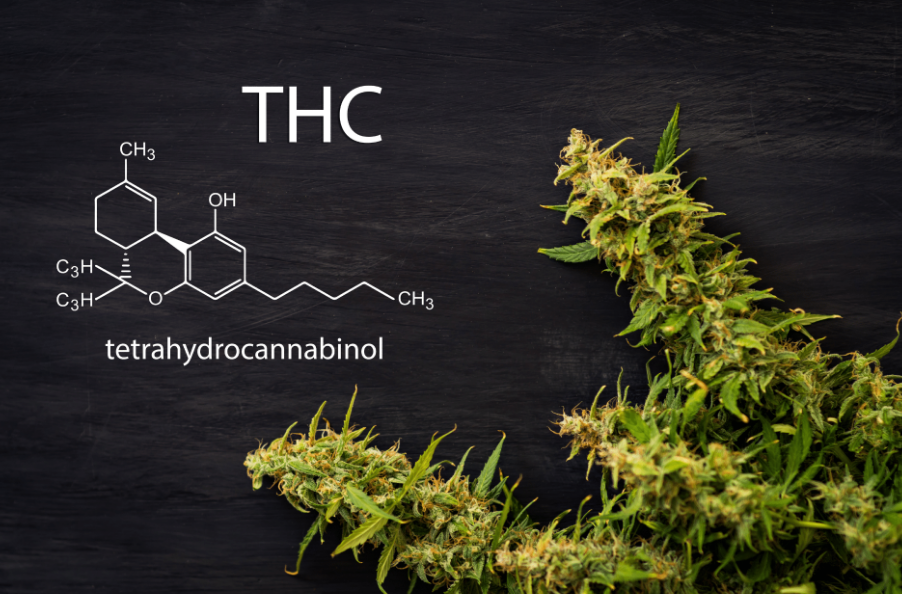 THC
CH₃
OH
C₃H
C₃H
O
CH₃
tetrahydrocannabinol